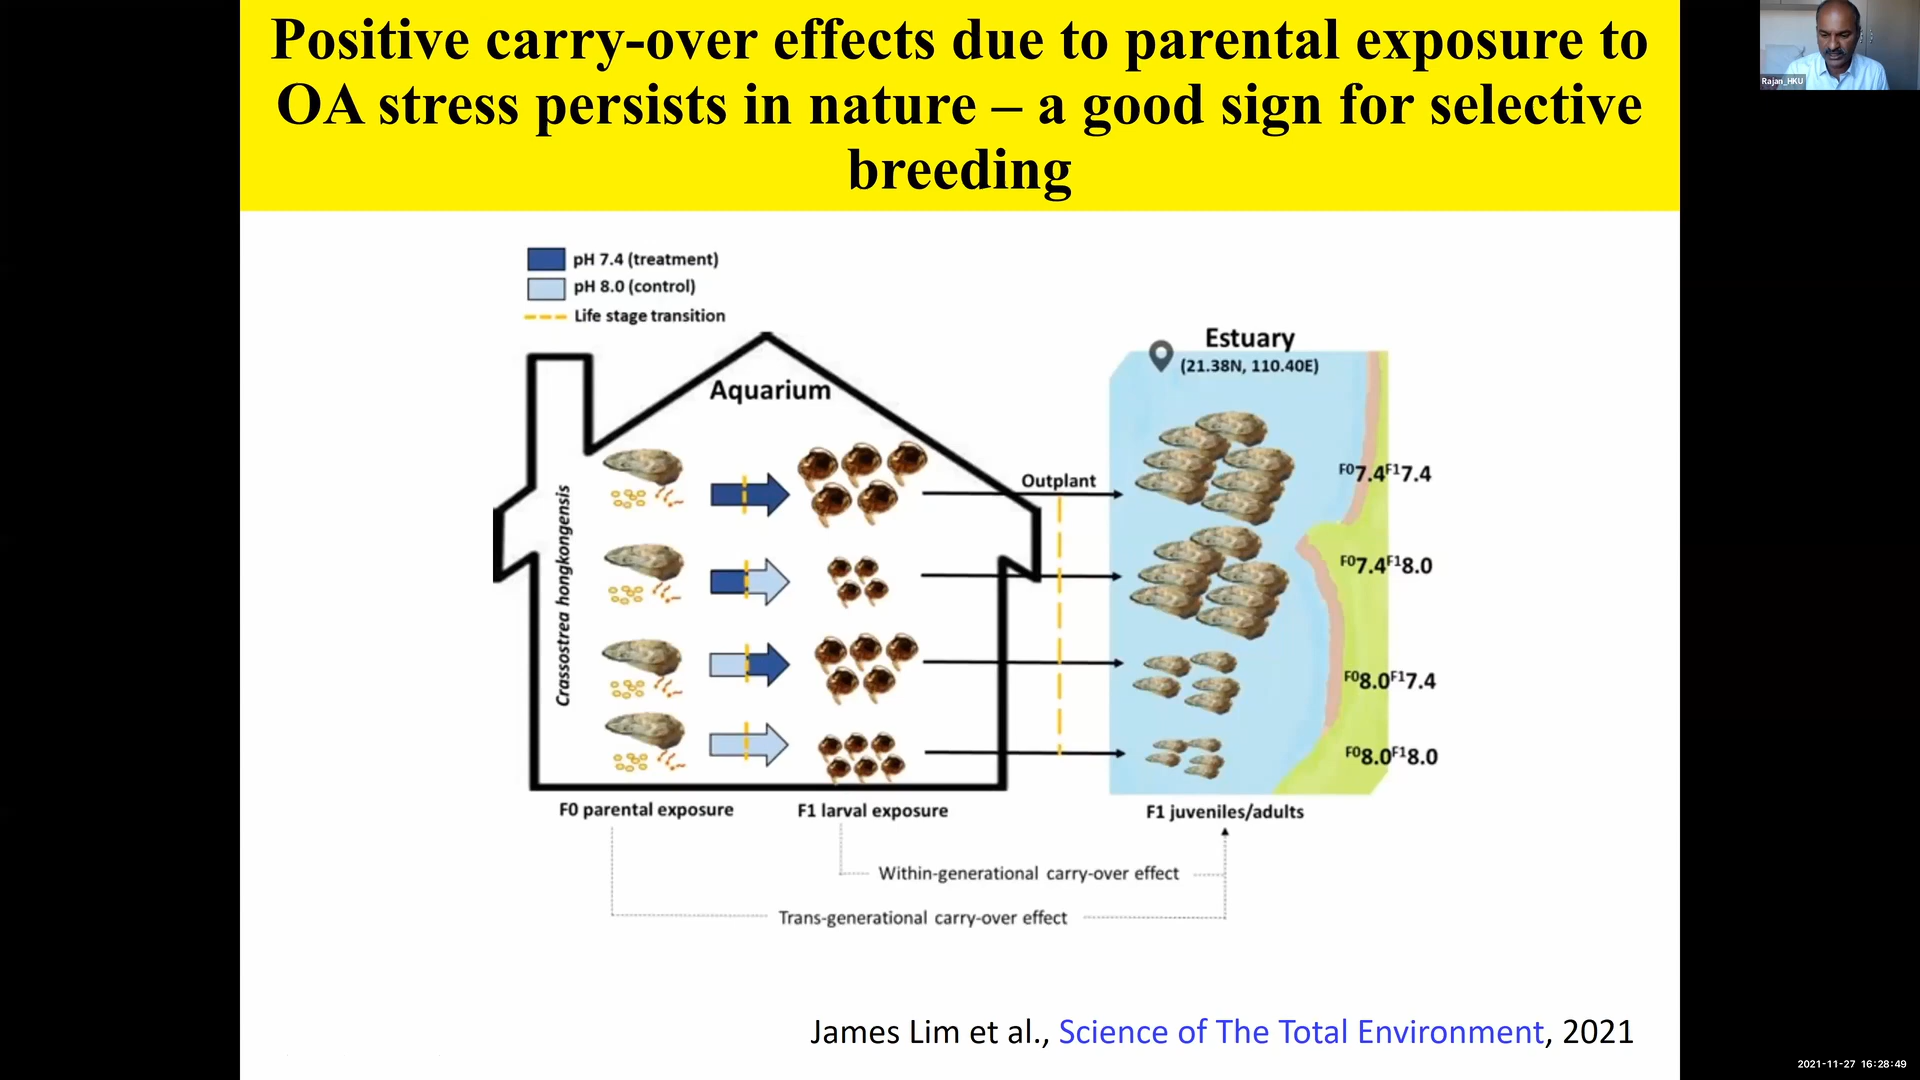 Positive carry-over effects due to parental exposure to
OA stress persists in nature – a good sign for selective
breeding
Rajan_HKU
pH 7.4 (treatment)
pH 8.0 (control)
Life stage transition
Aquarium
Estuary
(21.38N, 110.40E)
Crassostrea hongkongensis
Outplant
F07.4F17.4
F07.4F18.0
F08.0F17.4
F08.0F18.0
F0 parental exposure
F1 larval exposure
F1 juveniles/adults
Within-generational carry-over effect
Trans-generational carry-over effect
James Lim et al., Science of The Total Environment, 2021
2021-11-27 16:28:49